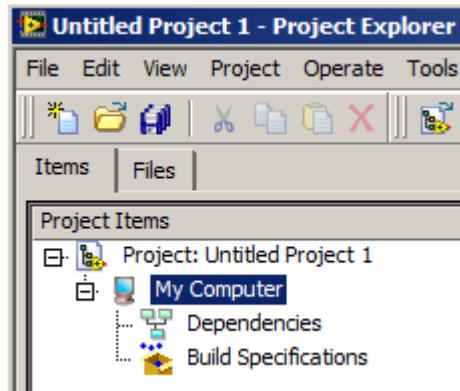 Untitled Project 1 - Project Explorer
File Edit View Project Operate Tools
Items Files
Project Items
Project: Untitled Project 1
My Computer
Dependencies
Build Specifications